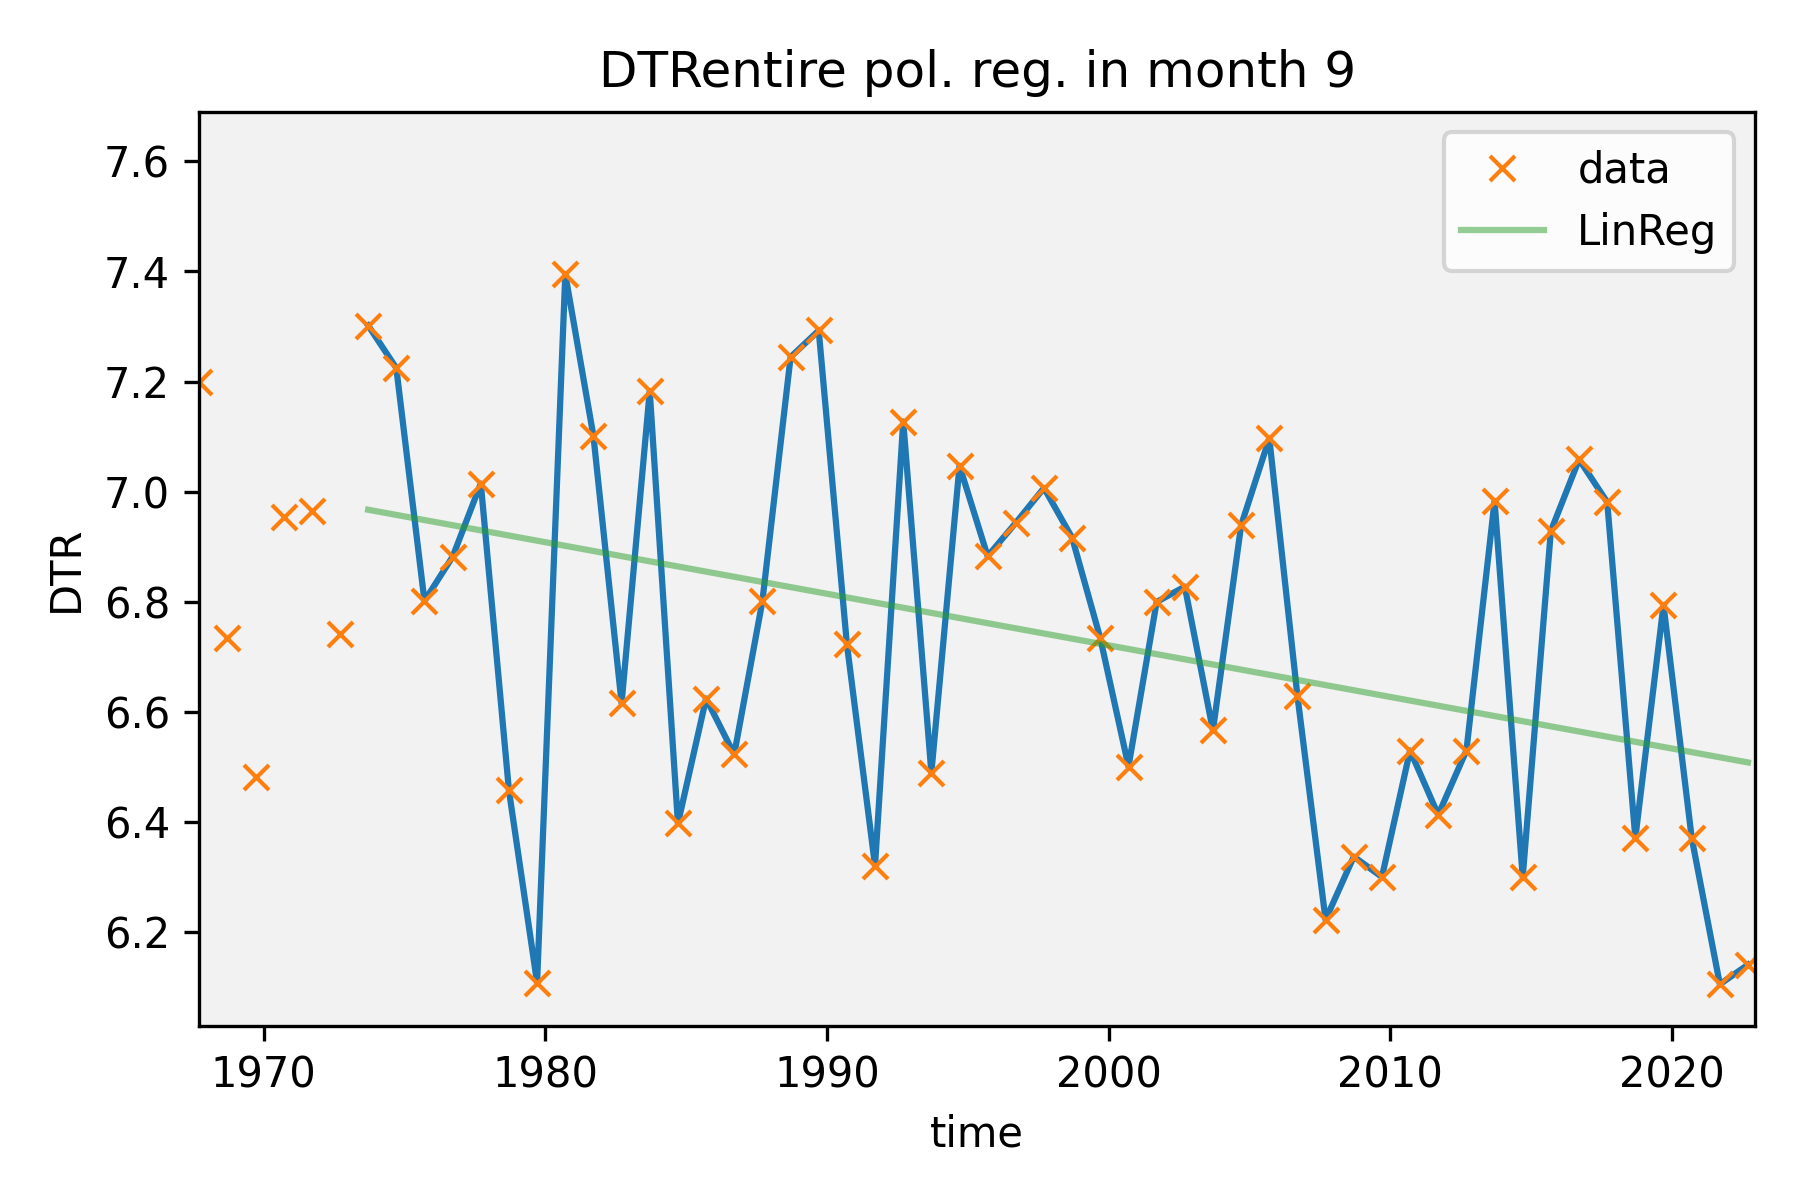 DTRentire pol. reg. in month 9
data
LinReg
7.6
7.4
7.2
7.0
6.8
6.6
6.4
6.2
DTR
1970 1980 1990 2000 2010 2020
time